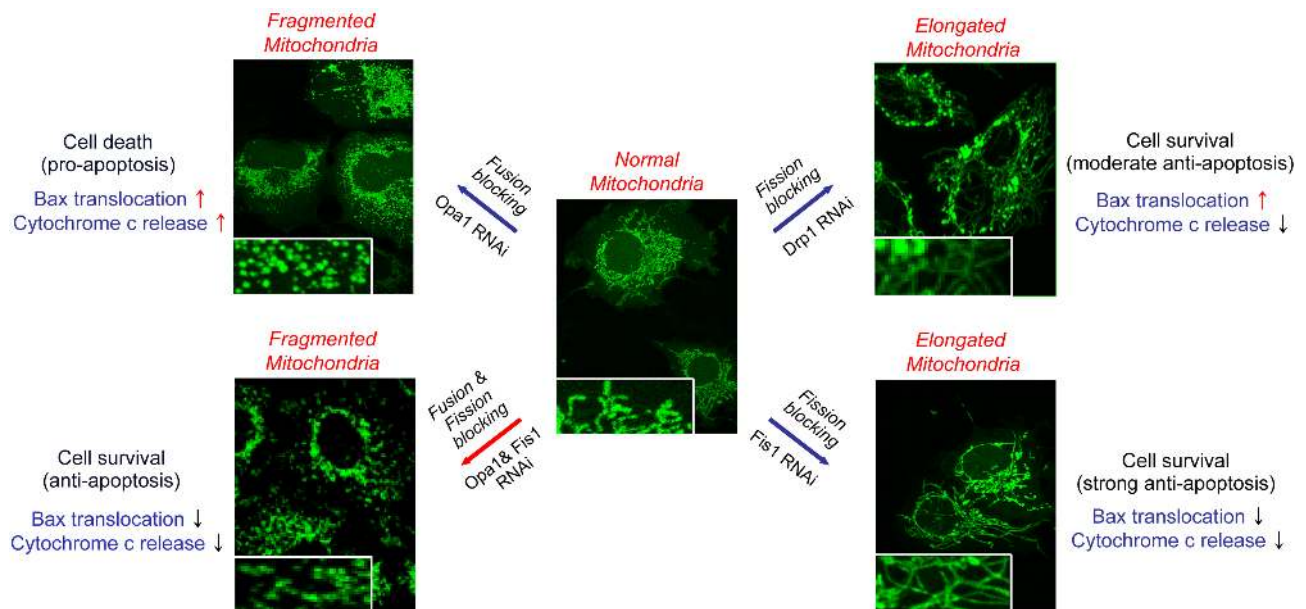 Fragmented
Mitochondria
Cell death
(pro-apoptosis)
Bax translocation ↑
Cytochrome c release ↑
Fusion
blocking
Opa1 RNAi
Normal
Mitochondria
Fission
blocking
Drp1 RNAi
Elongated
Mitochondria
Cell survival
(moderate anti-apoptosis)
Bax translocation ↑
Cytochrome c release ↓
Fragmented
Mitochondria
Cell survival
(anti-apoptosis)
Bax translocation ↓
Cytochrome c release ↓
Fusion &
Fission
blocking
Opa1& Fis1
RNAi
Fission
blocking
Fis1 RNAi
Elongated
Mitochondria
Cell survival
(strong anti-apoptosis)
Bax translocation ↓
Cytochrome c release ↓